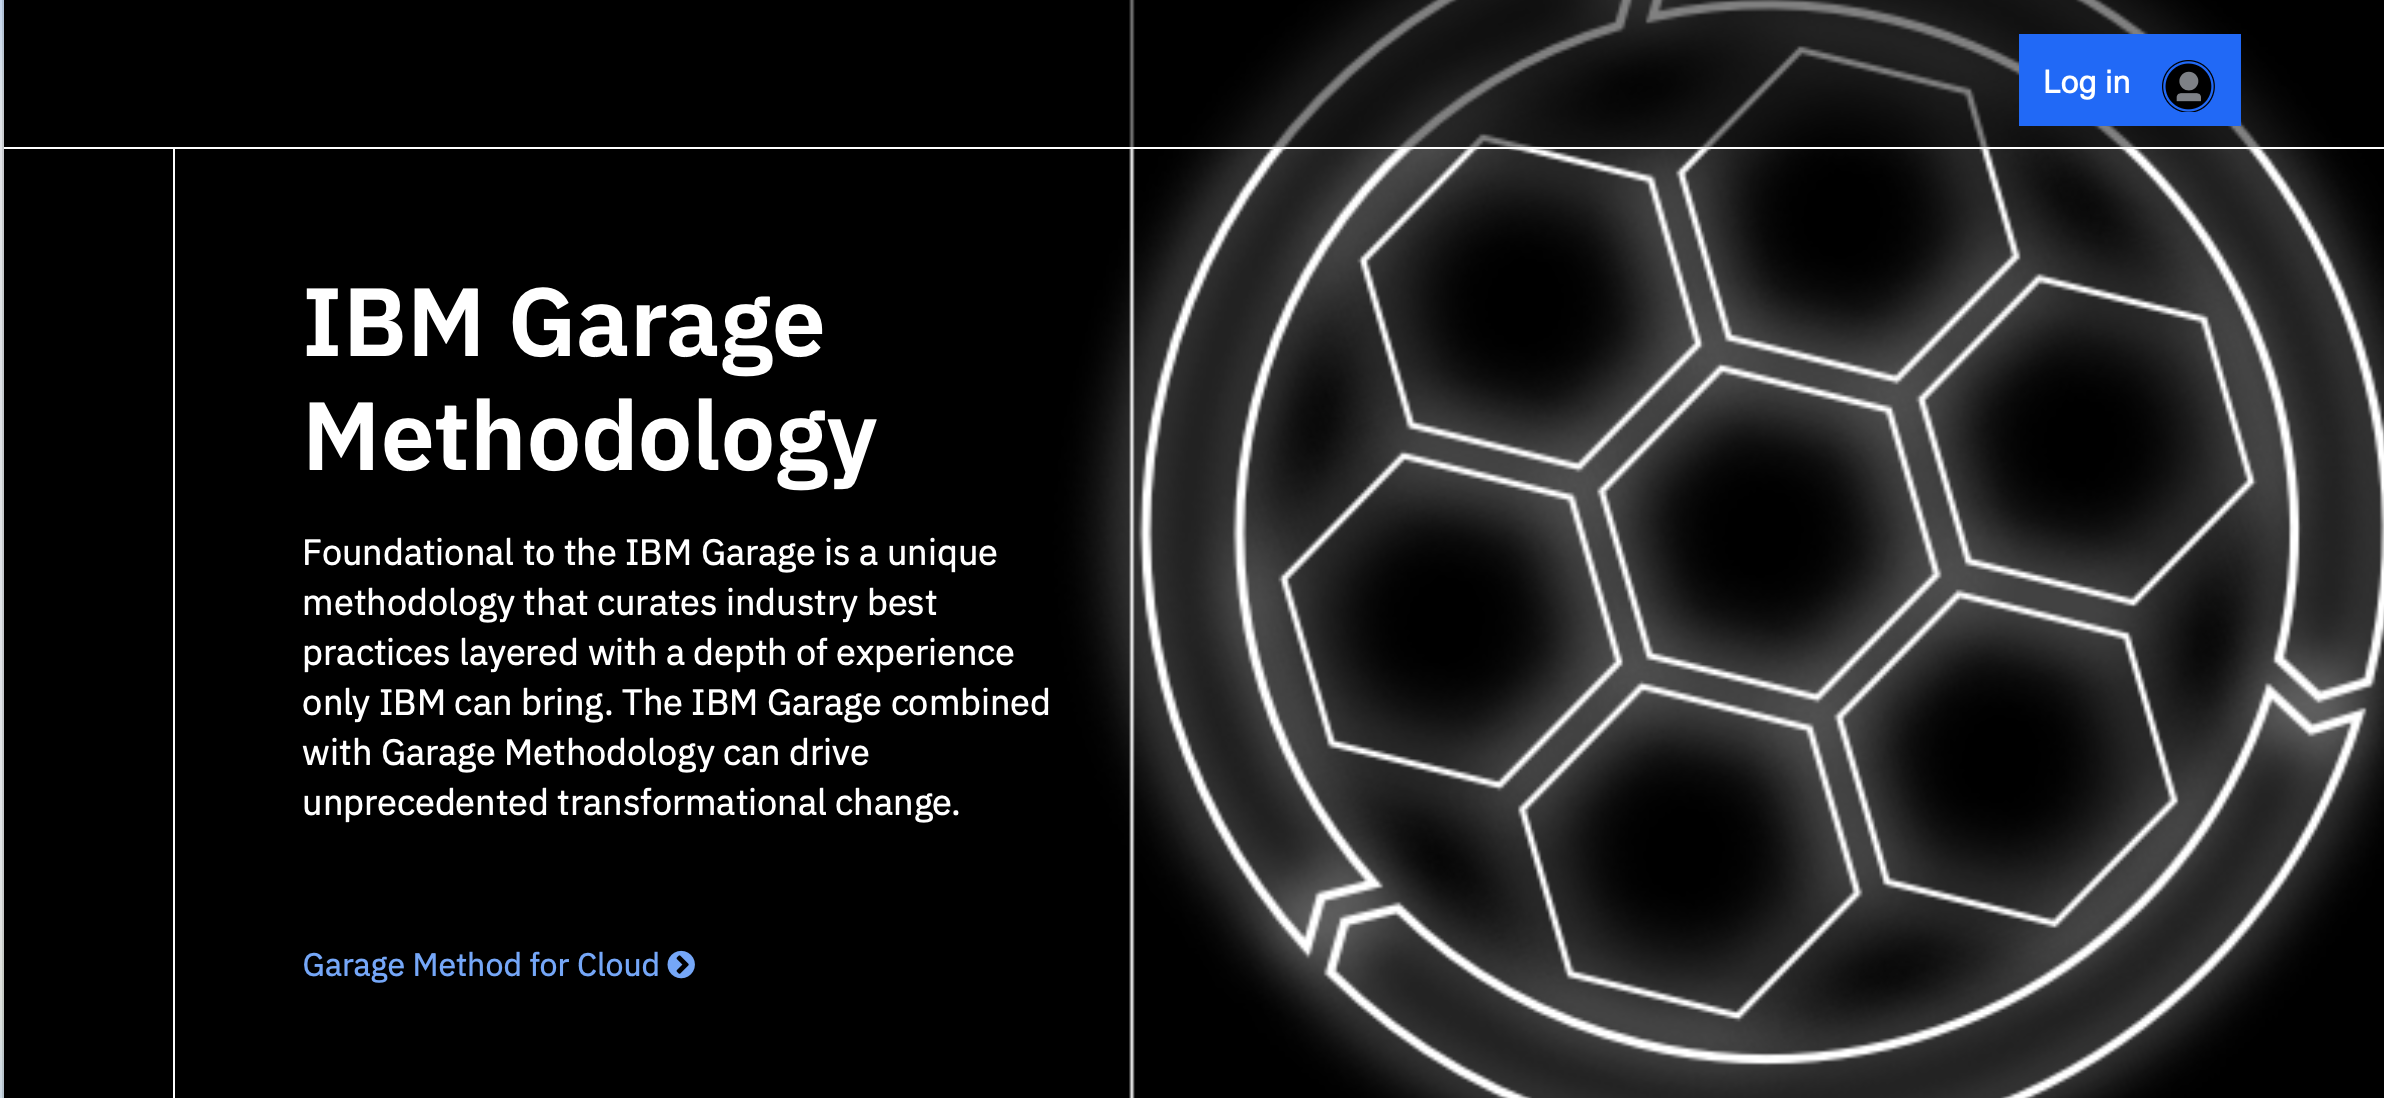 Log in
IBM Garage
Methodology
Foundational to the IBM Garage is a unique
methodology that curates industry best
practices layered with a depth of experience
only IBM can bring. The IBM Garage combined
with Garage Methodology can drive
unprecedented transformational change.
Garage Method for Cloud